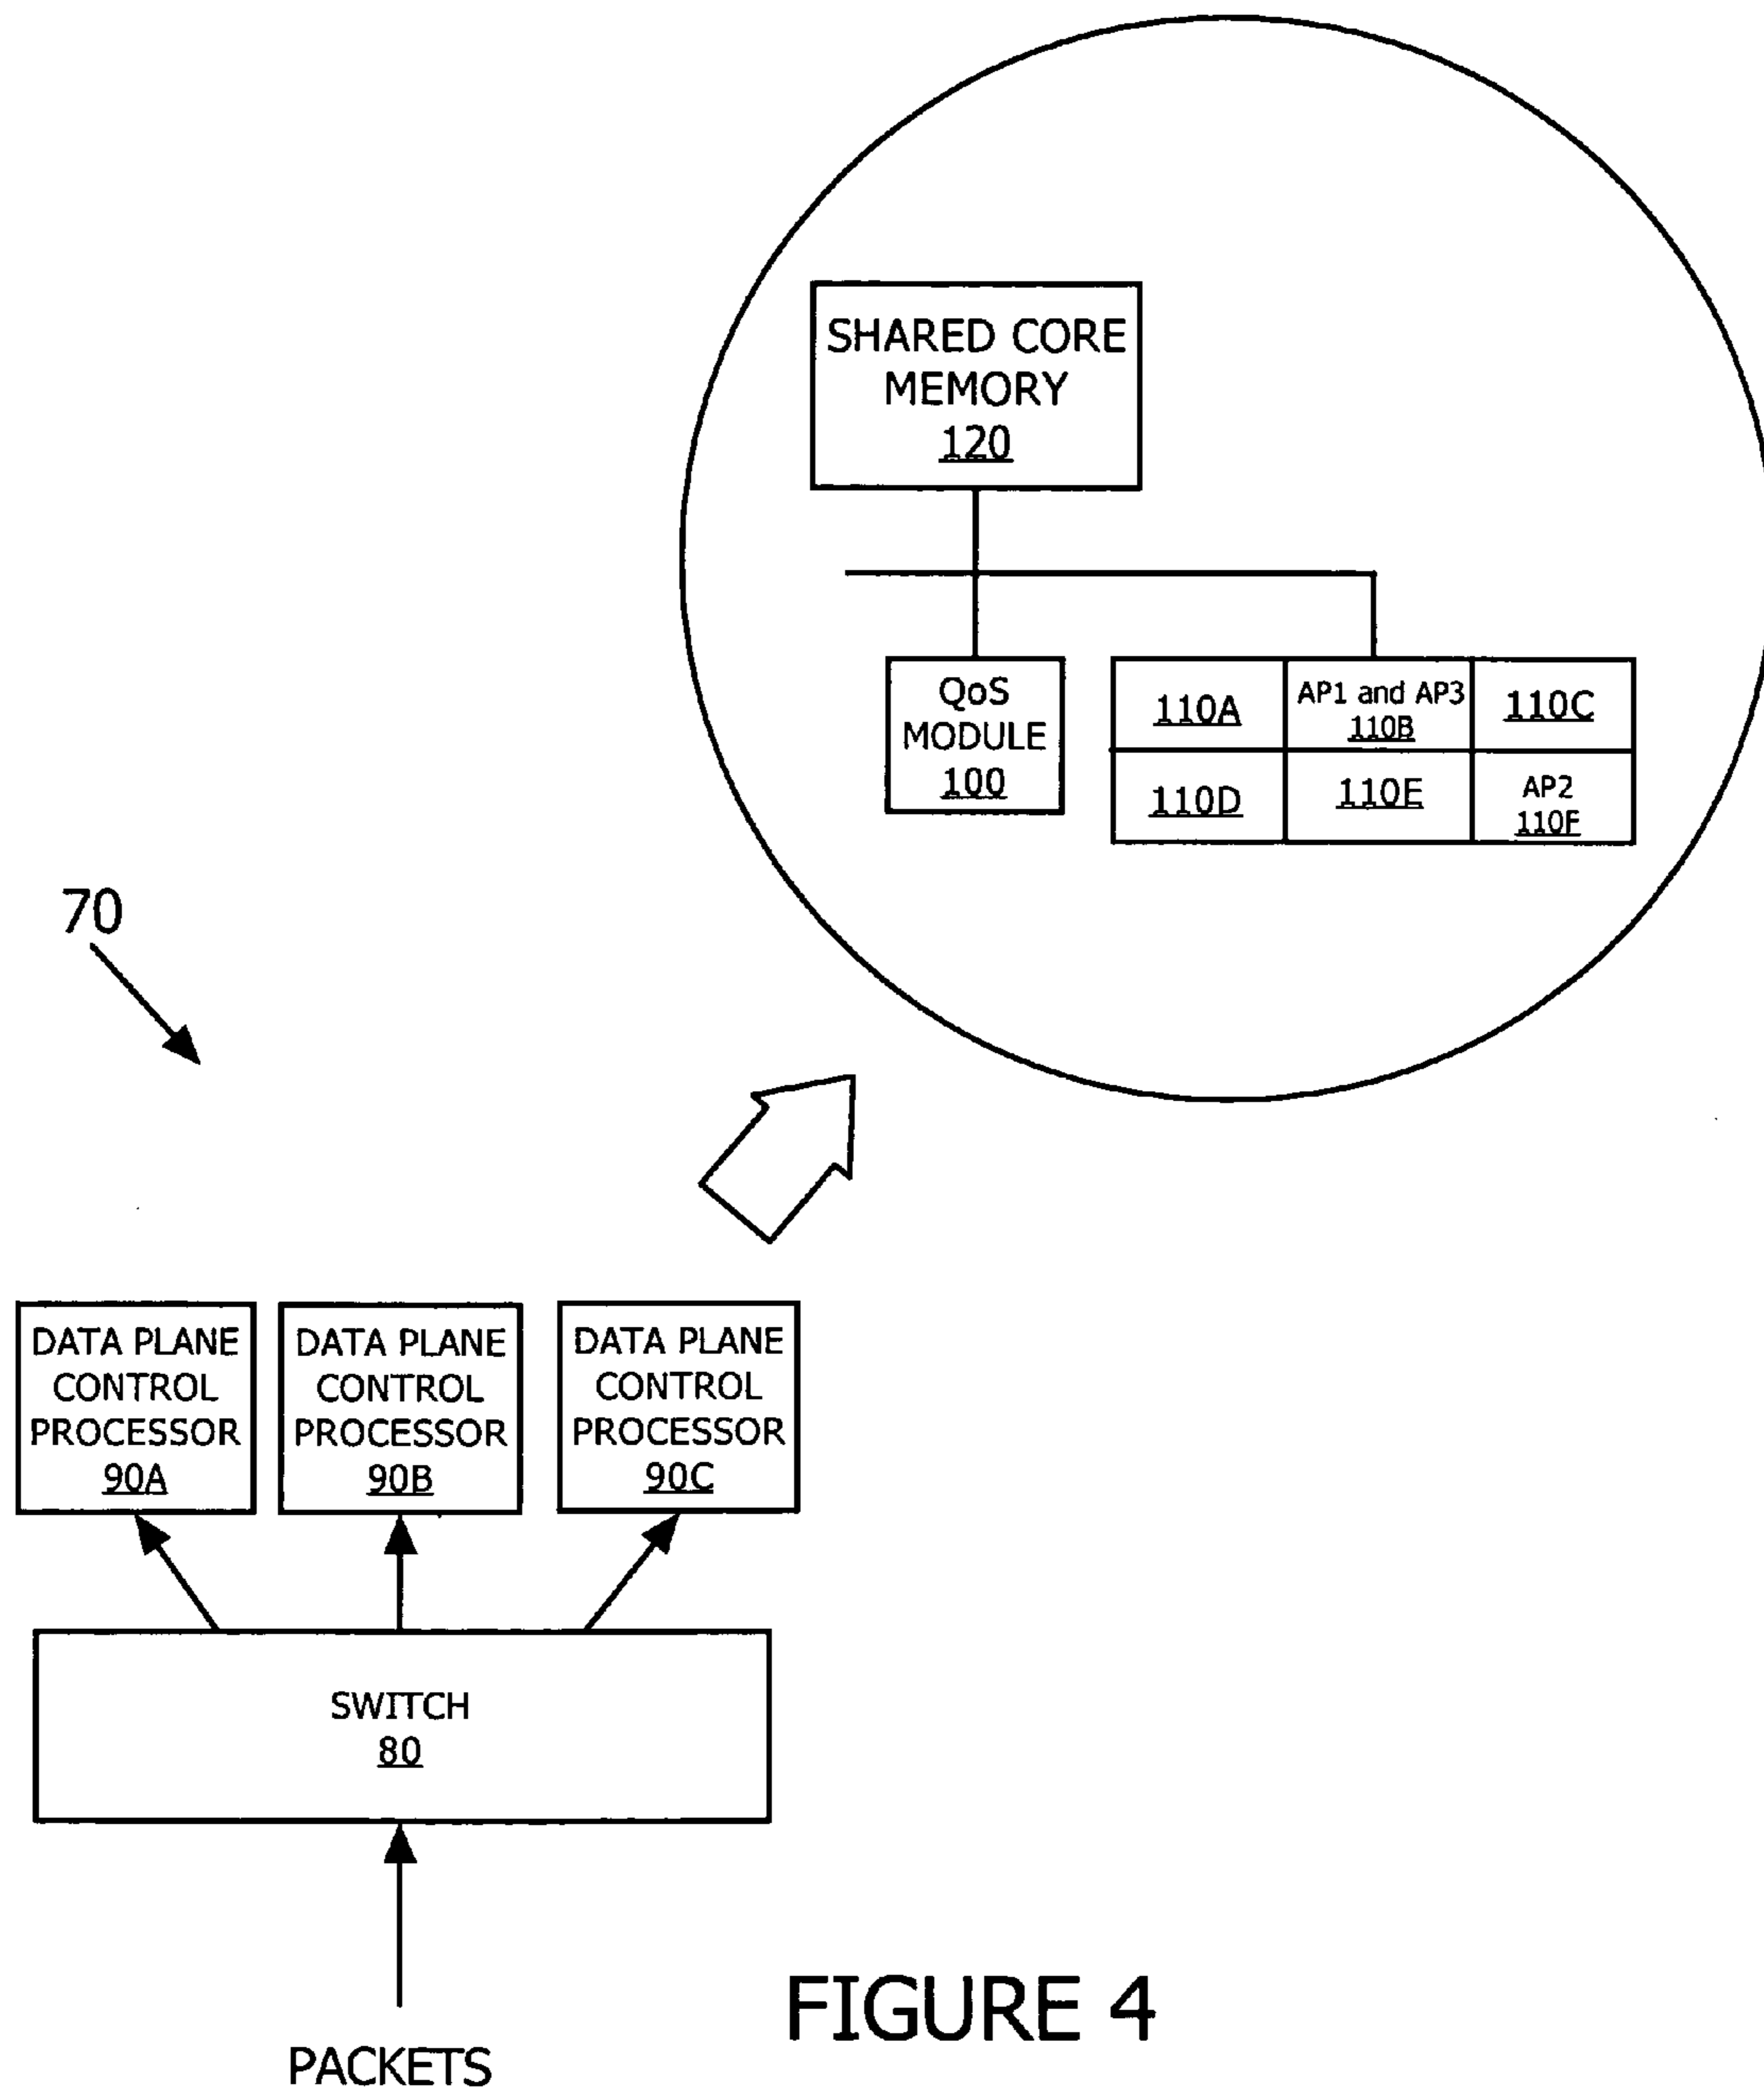 SHARED CORE
MEMORY
120
QoS
MODULE
100
110A
AP1 and AP3
110B
110C
110D
110E
AP2
110F
70
DATA PLANE
CONTROL
PROCESSOR
90A
DATA PLANE
CONTROL
PROCESSOR
90B
DATA PLANE
CONTROL
PROCESSOR
90C
SWITCH
80
PACKETS
FIGURE 4